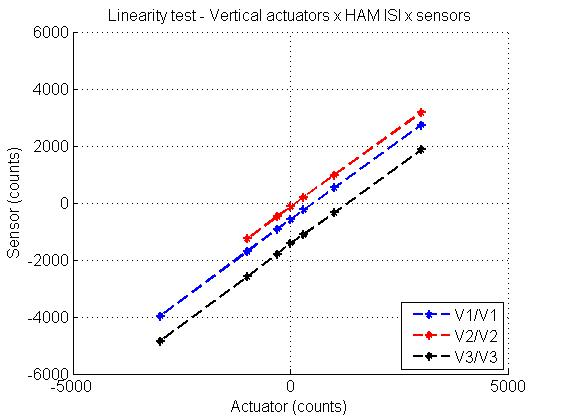 Linearity test - Vertical actuators x HAM ISI x sensors
6000
4000
2000
0
-2000
-4000
-6000
Sensor (counts)
-5000
0
5000
Actuator (counts)
V1/V1
V2/V2
V3/V3